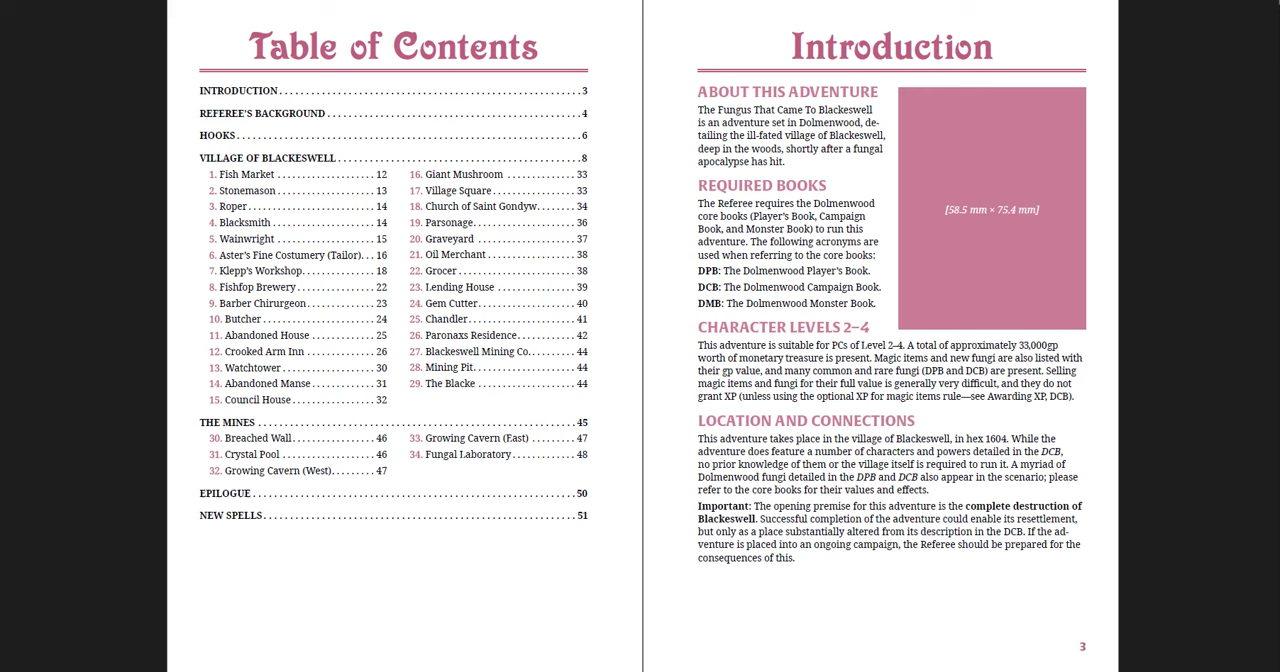 Table of Contents
INTRODUCTION 3
REFEREE'S BACKGROUND 4
HOOKS 6
VILLAGE OF BLACKESWELL 8
1. Fish Market 12
2. Stonemason 13
3. Roper 14
4. Blacksmith 14
5. Wainwright 15
6. Aster's Fine Costumery (Tailor) 16
7. Klepp's Workshop 18
8. Fishfop Brewery 22
9. Barber Chirurgeon 23
10. Butcher 24
11. Abandoned House 25
12. Crooked Arm Inn 26
13. Watchtower 30
14. Abandoned Manse 31
15. Council House 32
16. Giant Mushroom 33
17. Village Square 33
18. Church of Saint Gondyw 34
19. Parsonage 36
20. Graveyard 37
21. Oil Merchant 38
22. Grocer 38
23. Lending House 39
24. Gem Cutter 40
25. Chandler 41
26. Paronaxs Residence 42
27. Blackeswell Mining Co. 44
28. Mining Pit 44
29. The Blacke 44
THE MINES 45
30. Breached Wall 46
31. Crystal Pool 46
32. Growing Cavern (West) 47
33. Growing Cavern (East) 47
34. Fungal Laboratory 48
EPILOGUE 50
NEW SPELLS 51
Introduction
ABOUT THIS ADVENTURE
The Fungus That Came To Blackeswell
is an adventure set in Dolmenwood, de-
tailing the ill-fated village of Blackeswell,
deep in the woods, shortly after a fungal
apocalypse has hit.
REQUIRED BOOKS
The Referee requires the Dolmenwood
core books (Player's Book, Campaign
Book, and Monster Book) to run this
adventure. The following acronyms are
used when referring to the core books:
DPB: The Dolmenwood Player's Book.
DCB: The Dolmenwood Campaign Book.
DMB: The Dolmenwood Monster Book.
[58.5 mm × 75.4 mm]
CHARACTER LEVELS 2–4
This adventure is suitable for PCs of Level 2–4. A total of approximately 33,000gp
worth of monetary treasure is present. Magic items and new fungi are also listed with
their gp value, and many common and rare fungi (DPB and DCB) are present. Selling
magic items and fungi for their full value is generally very difficult, and they do not
grant XP (unless using the optional XP for magic items rule—see Awarding XP, DCB).
LOCATION AND CONNECTIONS
This adventure takes place in the village of Blackeswell, in hex 1604. While the
adventure does feature a number of characters and powers detailed in the DCB,
no prior knowledge of them or the village itself is required to run it. A myriad of
Dolmenwood fungi detailed in the DPB and DCB also appear in the scenario; please
refer to the core books for their values and effects.
Important: The opening premise for this adventure is the complete destruction of
Blackeswell. Successful completion of the adventure could enable its resettlement,
but only as a place substantially altered from its description in the DCB. If the ad-
venture is placed into an ongoing campaign, the Referee should be prepared for the
consequences of this.
3